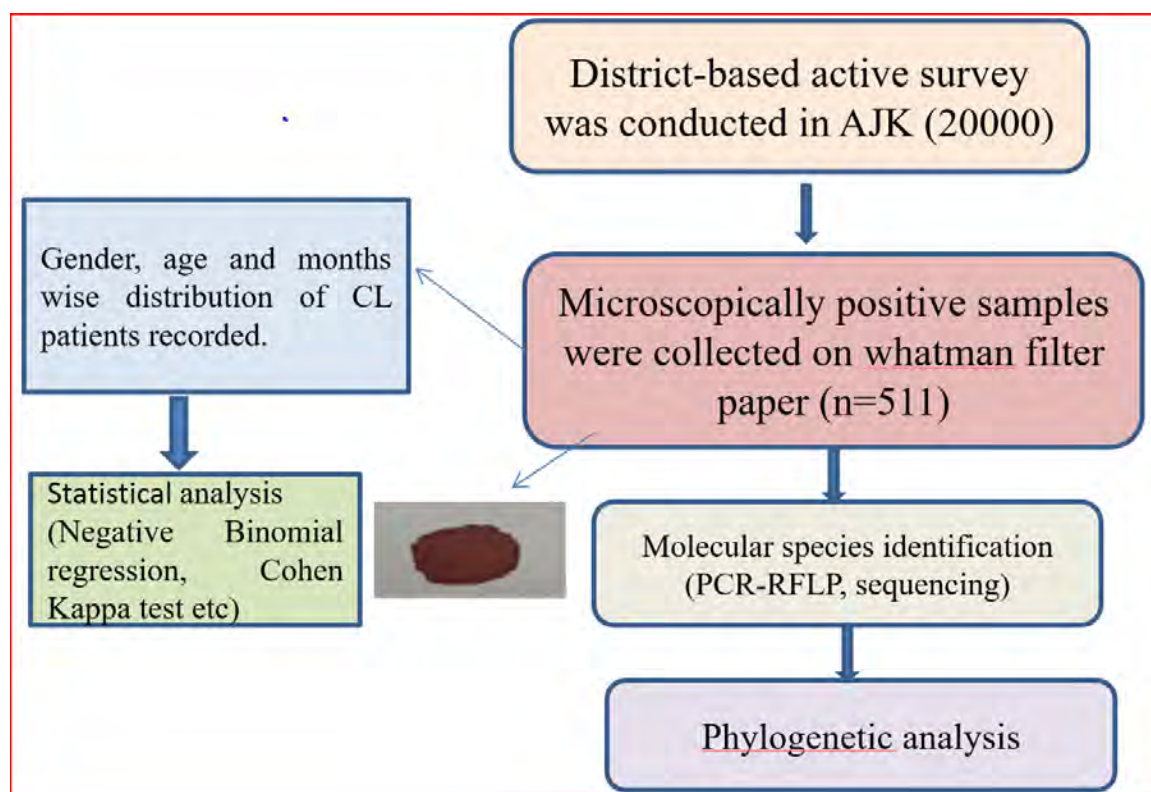 District-based active survey
was conducted in AJK (20000)
Microscopically positive samples
were collected on whatman filter
paper (n=511)
Gender, age and months
wise distribution of CL
patients recorded.
Statistical analysis
(Negative Binomial
regression, Cohen
Kappa test etc)
Molecular species identification
(PCR-RFLP, sequencing)
Phylogenetic analysis